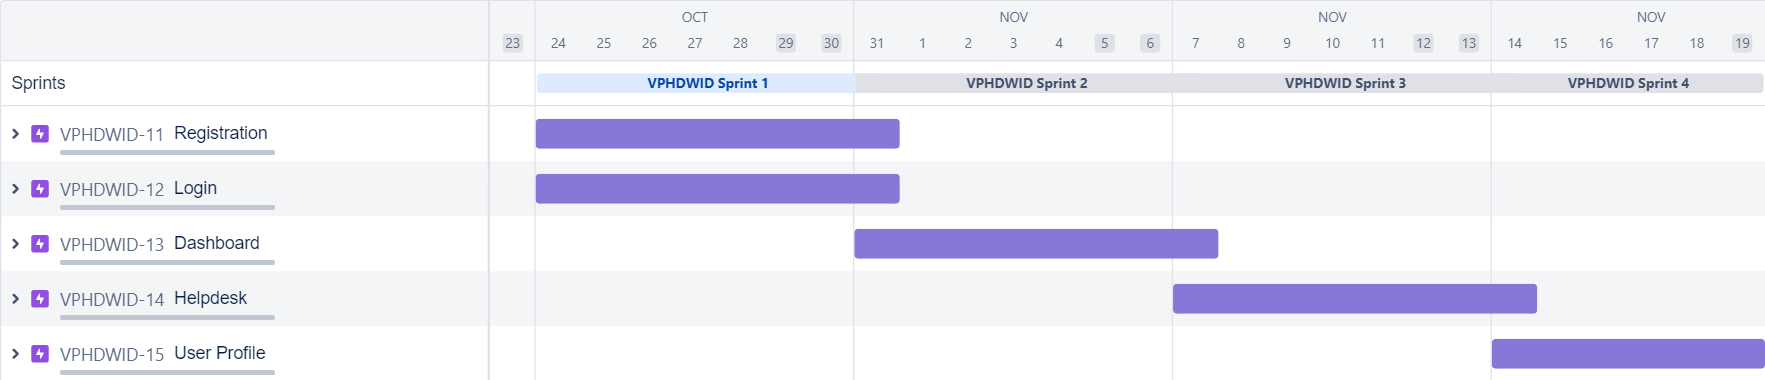 OCT NOV NOV NOV
23 24 25 26 27 28 29 30 31 1 2 3 4 5 6 7 8 9 10 11 12 13 14 15 16 17 18 19
Sprints VPHDWID Sprint 1 VPHDWID Sprint 2 VPHDWID Sprint 3 VPHDWID Sprint 4
VPHDWID-11 Registration
VPHDWID-12 Login
VPHDWID-13 Dashboard
VPHDWID-14 Helpdesk
VPHDWID-15 User Profile